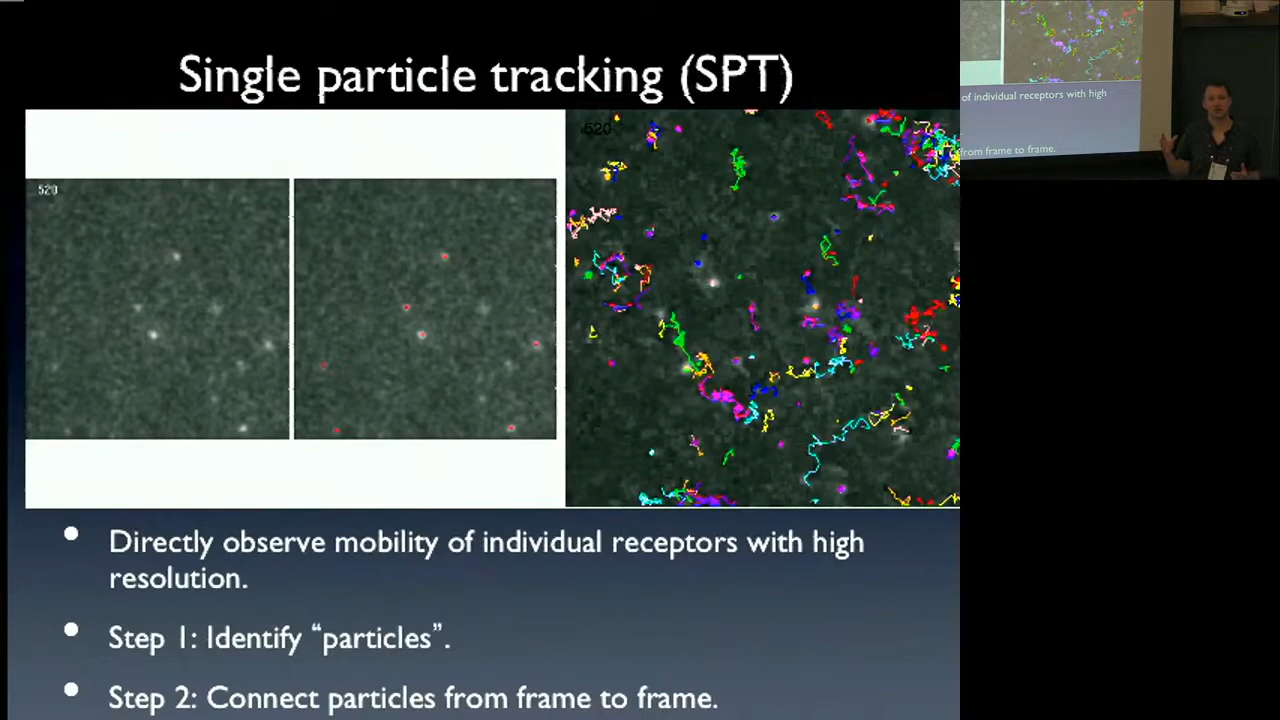 Single particle tracking (SPT)
520
520
Directly observe mobility of individual receptors with high
resolution.
Step 1: Identify “particles”.
Step 2: Connect particles from frame to frame.
of individual receptors with high
from frame to frame.